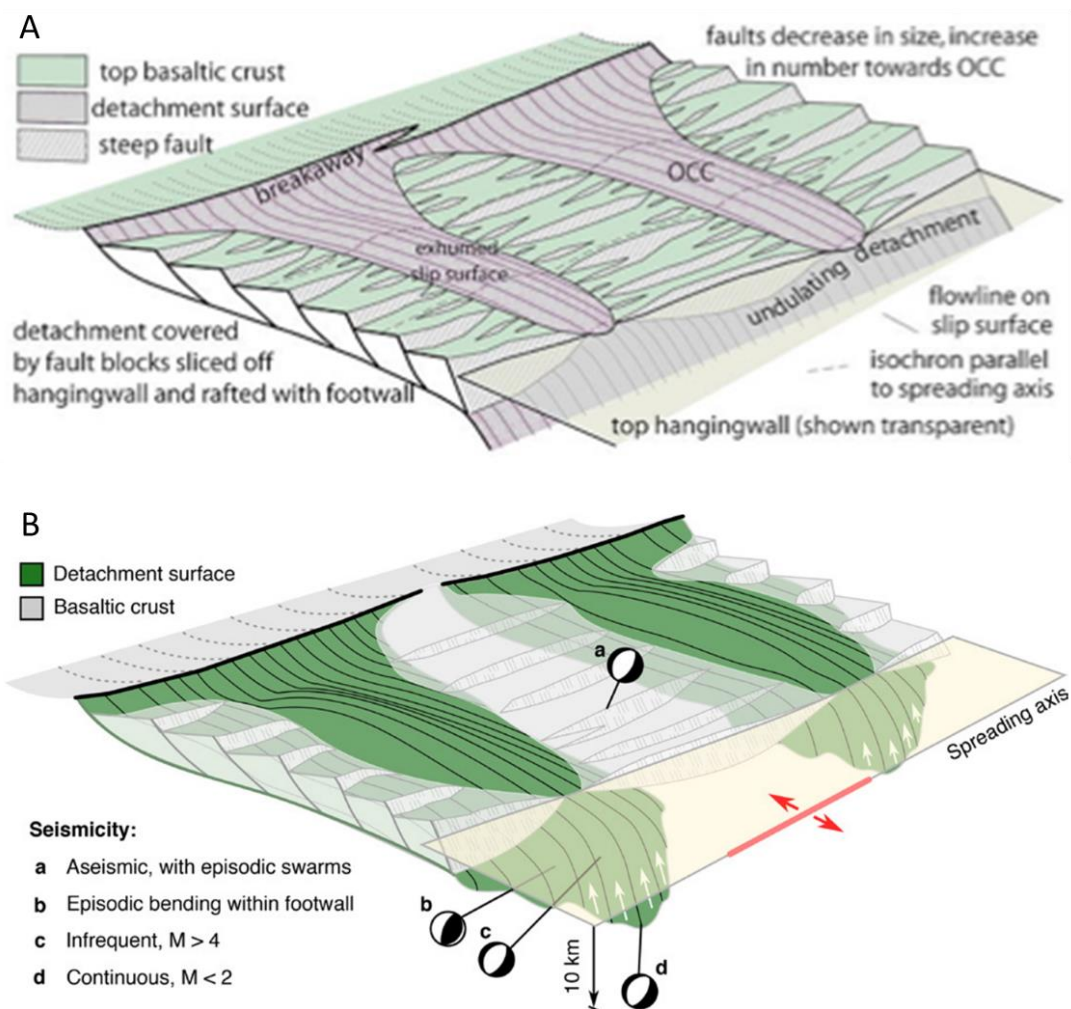 A
top basaltic crust
detachment surface
steep fault
faults decrease in size, increase
in number towards OCC
breakaway
OCC
exhumed
slip surface
undulating detachment
detachment covered
by fault blocks sliced off
hangingwall and rafted with footwall
flowline on
slip surface
isochron parallel
to spreading axis
top hangingwall (shown transparent)
B
Detachment surface
Basaltic crust
a
Spreading axis
Seismicity:
a Aseismic, with episodic swarms
b Episodic bending within footwall
c Infrequent, M > 4
d Continuous, M < 2
b
c
d
10 km